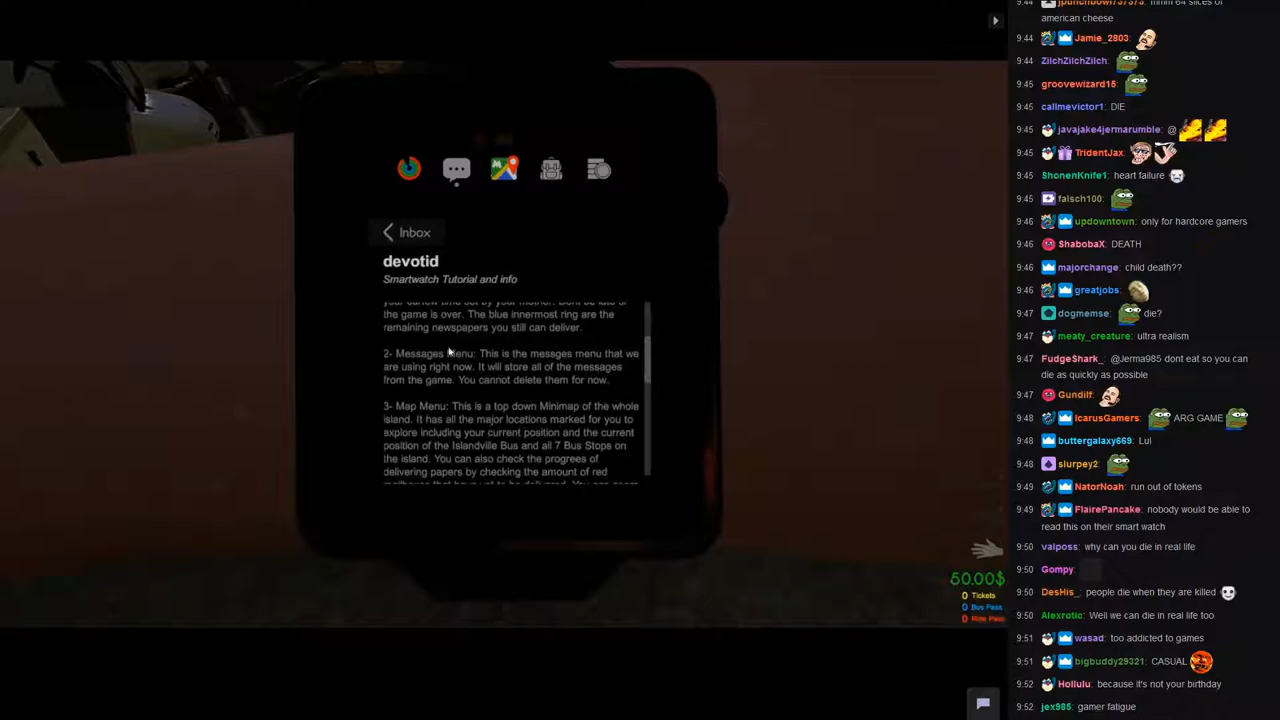 Inbox
devotid
Smartwatch Tutorial and info
the game is over. The blue innermost ring are the
remaining newspapers you still can deliver.
2- Messages Menu: This is the messges menu that we
are using right now. It will store all of the messages
from the game. You cannot delete them for now.
3- Map Menu: This is a top down Minimap of the whole
island. It has all the major locations marked for you to
explore including your current position and the current
position of the Islandville Bus and all 7 Bus Stops on
the island. You can also check the progrees of
delivering papers by checking the amount of red
50.00$
0 Tickets
0 Bus Pass
0 Ride Pass
american cheese
9:44 Jamie_2803:
9:44 ZilchZilchZilch:
9:45 groovewizard15:
9:45 callmevictor1: DIE
9:45 javajake4jermarumble: @
9:45 TridentJax:
9:45 ShonenKnife1: heart failure
9:45 falsch100:
9:46 updowntown: only for hardcore gamers
9:46 ShabobaX: DEATH
9:46 majorchange: child death??
9:46 greatjobs:
9:47 dogmemse: die?
9:47 meaty_creature: ultra realism
9:47 FudgeShark_: @Jerma985 dont eat so you can
die as quickly as possible
9:47 Gundilf:
9:48 IcarusGamers: ARG GAME
9:48 buttergalaxy669: Lul
9:48 slurpey2:
9:49 NatorNoah: run out of tokens
9:49 FlairePancake: nobody would be able to
read this on their smart watch
9:50 valposs: why can you die in real life
9:50 Gompy:
9:50 DesHis_: people die when they are killed
9:50 Alexrotic: Well we can die in real life too
9:51 wasad: too addicted to games
9:51 bigbuddy29321: CASUAL
9:52 Hollulu: because it's not your birthday
9:52 jex985: gamer fatigue